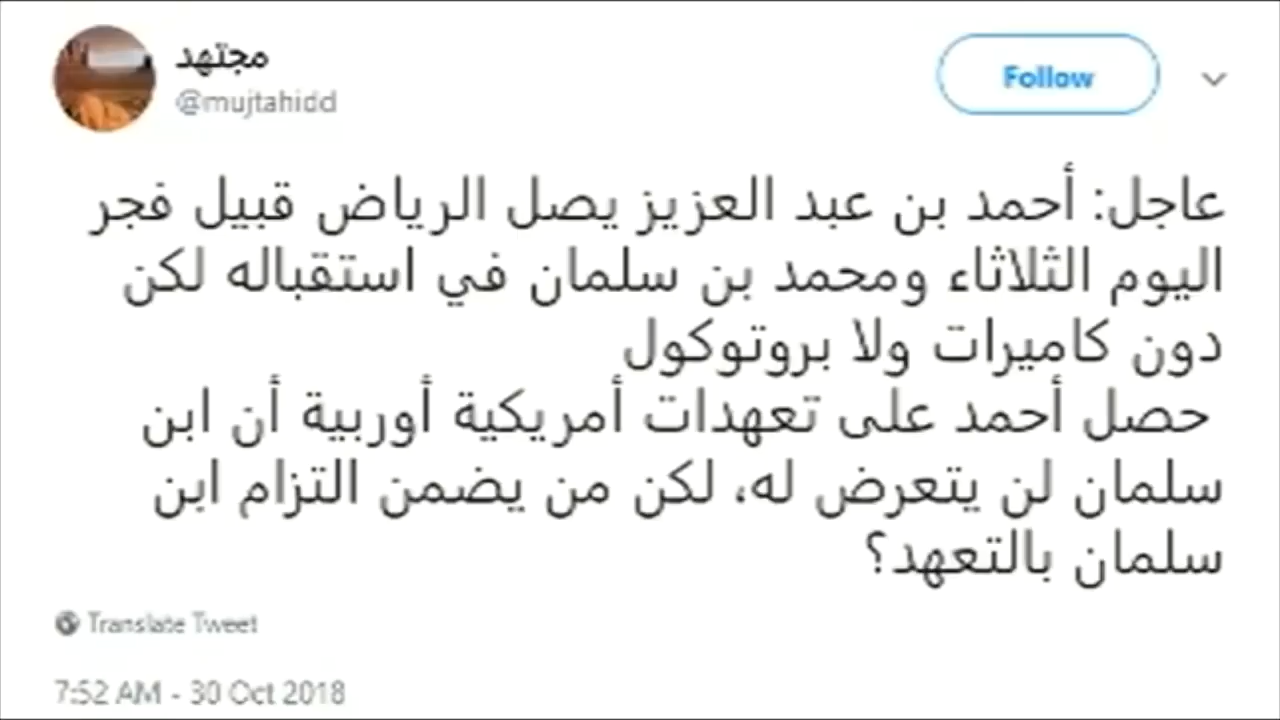 مجتهد
@mujtahidd
Follow
عاجل: أحمد بن عبد العزيز يصل الرياض قبيل فجر
اليوم الثلاثاء ومحمد بن سلمان في استقباله لكن
دون كاميرات ولا بروتوكول
حصل أحمد على تعهدات أمريكية أوربية أن ابن
سلمان لن يتعرض له، لكن من يضمن التزام ابن
سلمان بالتعهد؟
Translate Tweet
7:52 AM - 30 Oct 2018